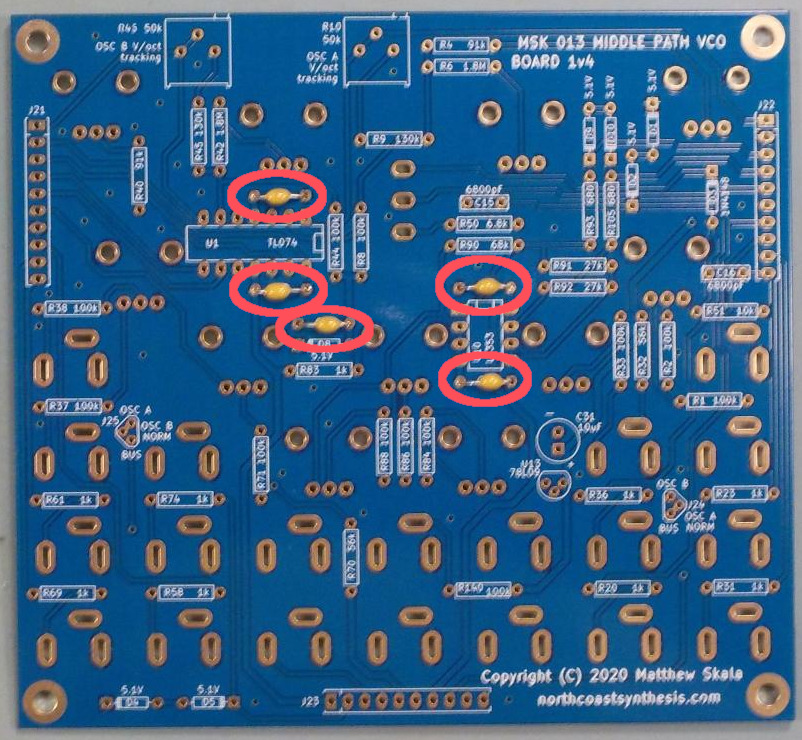 R45 50k
OSC B V/oct
tracking
R10
50k
OSC A
V/oct
tracking
R4 91k
R6 1.8M
MSK 013 MIDDLE PATH VCO
BOARD 1v4
5.1V
5.1V
5.1V
5.1V
J21
J22
R45 130k
R42 1.8M
R9 130k
R40 91k
1N4148
6800pF
C15
R50 6.8k
R90 68k
R93 680
R105 680
U1 TL074
R44 100k
R8 100k
R91 27k
R92 27k
C16
6800pF
R38 100k
R51 10k
D8
5.1V
R83 1k
353
R33 100k
R32 56k
R2 100k
R37 100k
R1 100k
J25
OSC A
OSC B
NORM
BUS
R71 100k
R88 100k
R86 100k
R84 100k
C31
10uF
-
+
U13
78L09
R61 1k
R74 1k
R36 1k
R23 1k
OSC B
J24
OSC A
NORM
BUS
R70 56k
R69 1k
R58 1k
R140 100k
R20 1k
R31 1k
Copyright (C) 2020 Matthew Skala
northcoastsynthesis.com
5.1V
D4
5.1V
D5
J23